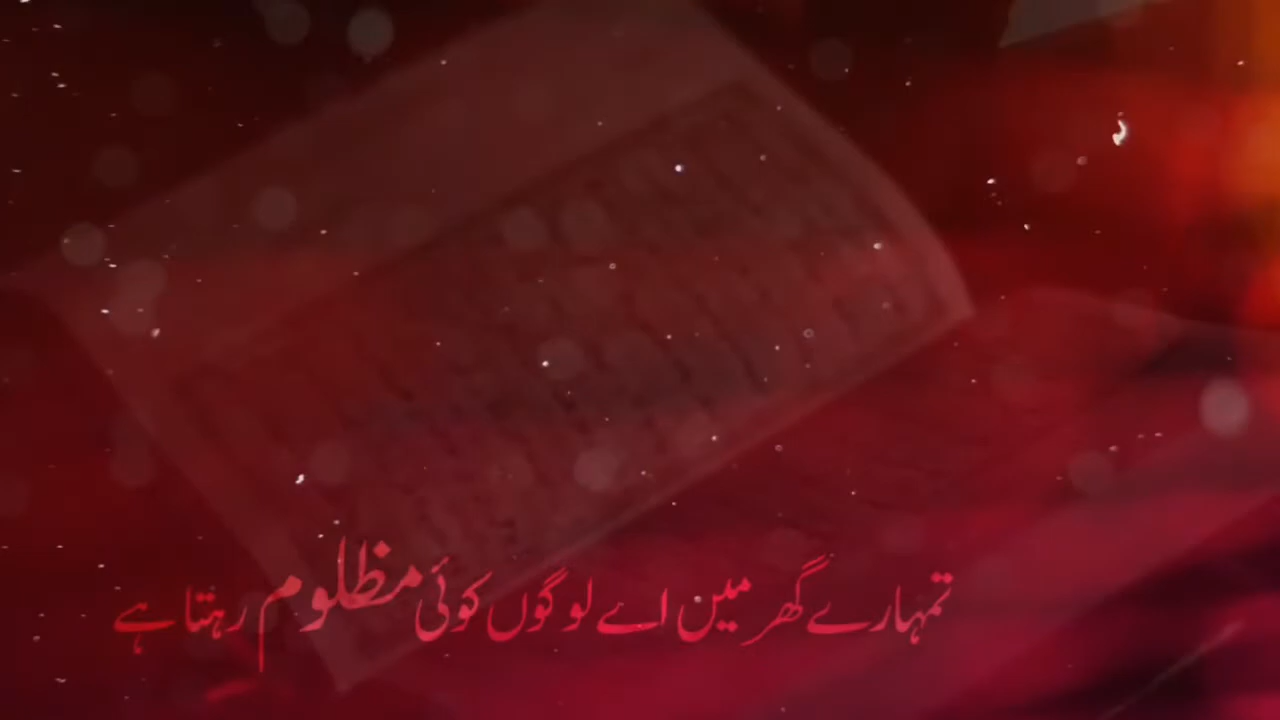 تمہارے گھر میں اے لوگوں کوئی مظلوم رہتا ہے